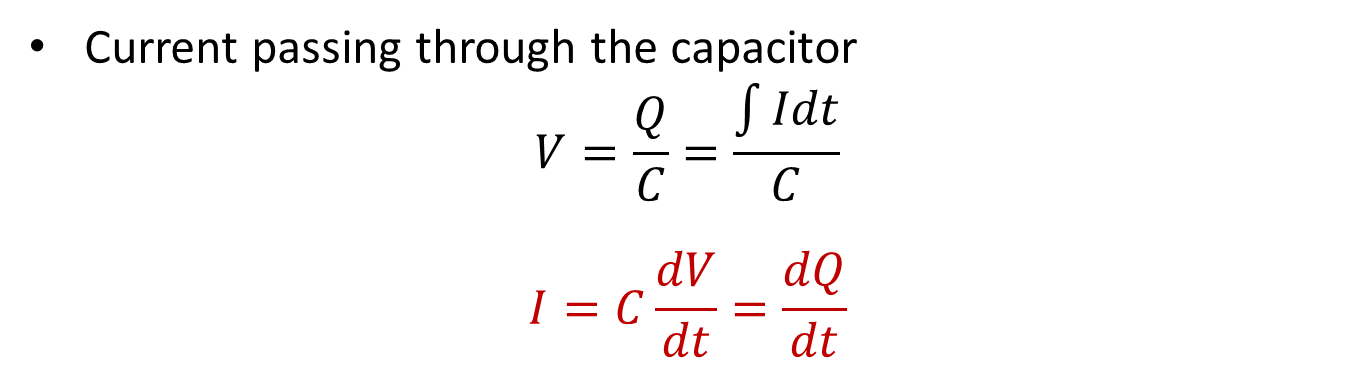 • Current passing through the capacitor
V = Q/C = ∫ Idt/C
I = C dV/dt = dQ/dt